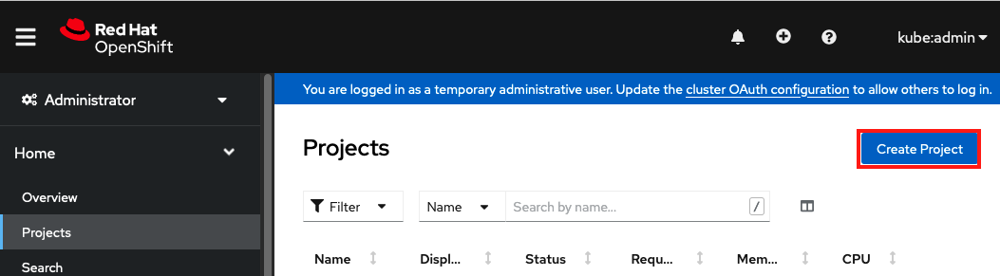 Red Hat
OpenShift
kube:admin
Administrator
You are logged in as a temporary administrative user. Update the cluster OAuth configuration to allow others to log in.
Home
Projects
Create Project
Overview
Filter
Name
Search by name...
/
Projects
Search
Name
Displ...
Status
Requ...
Mem...
CPU